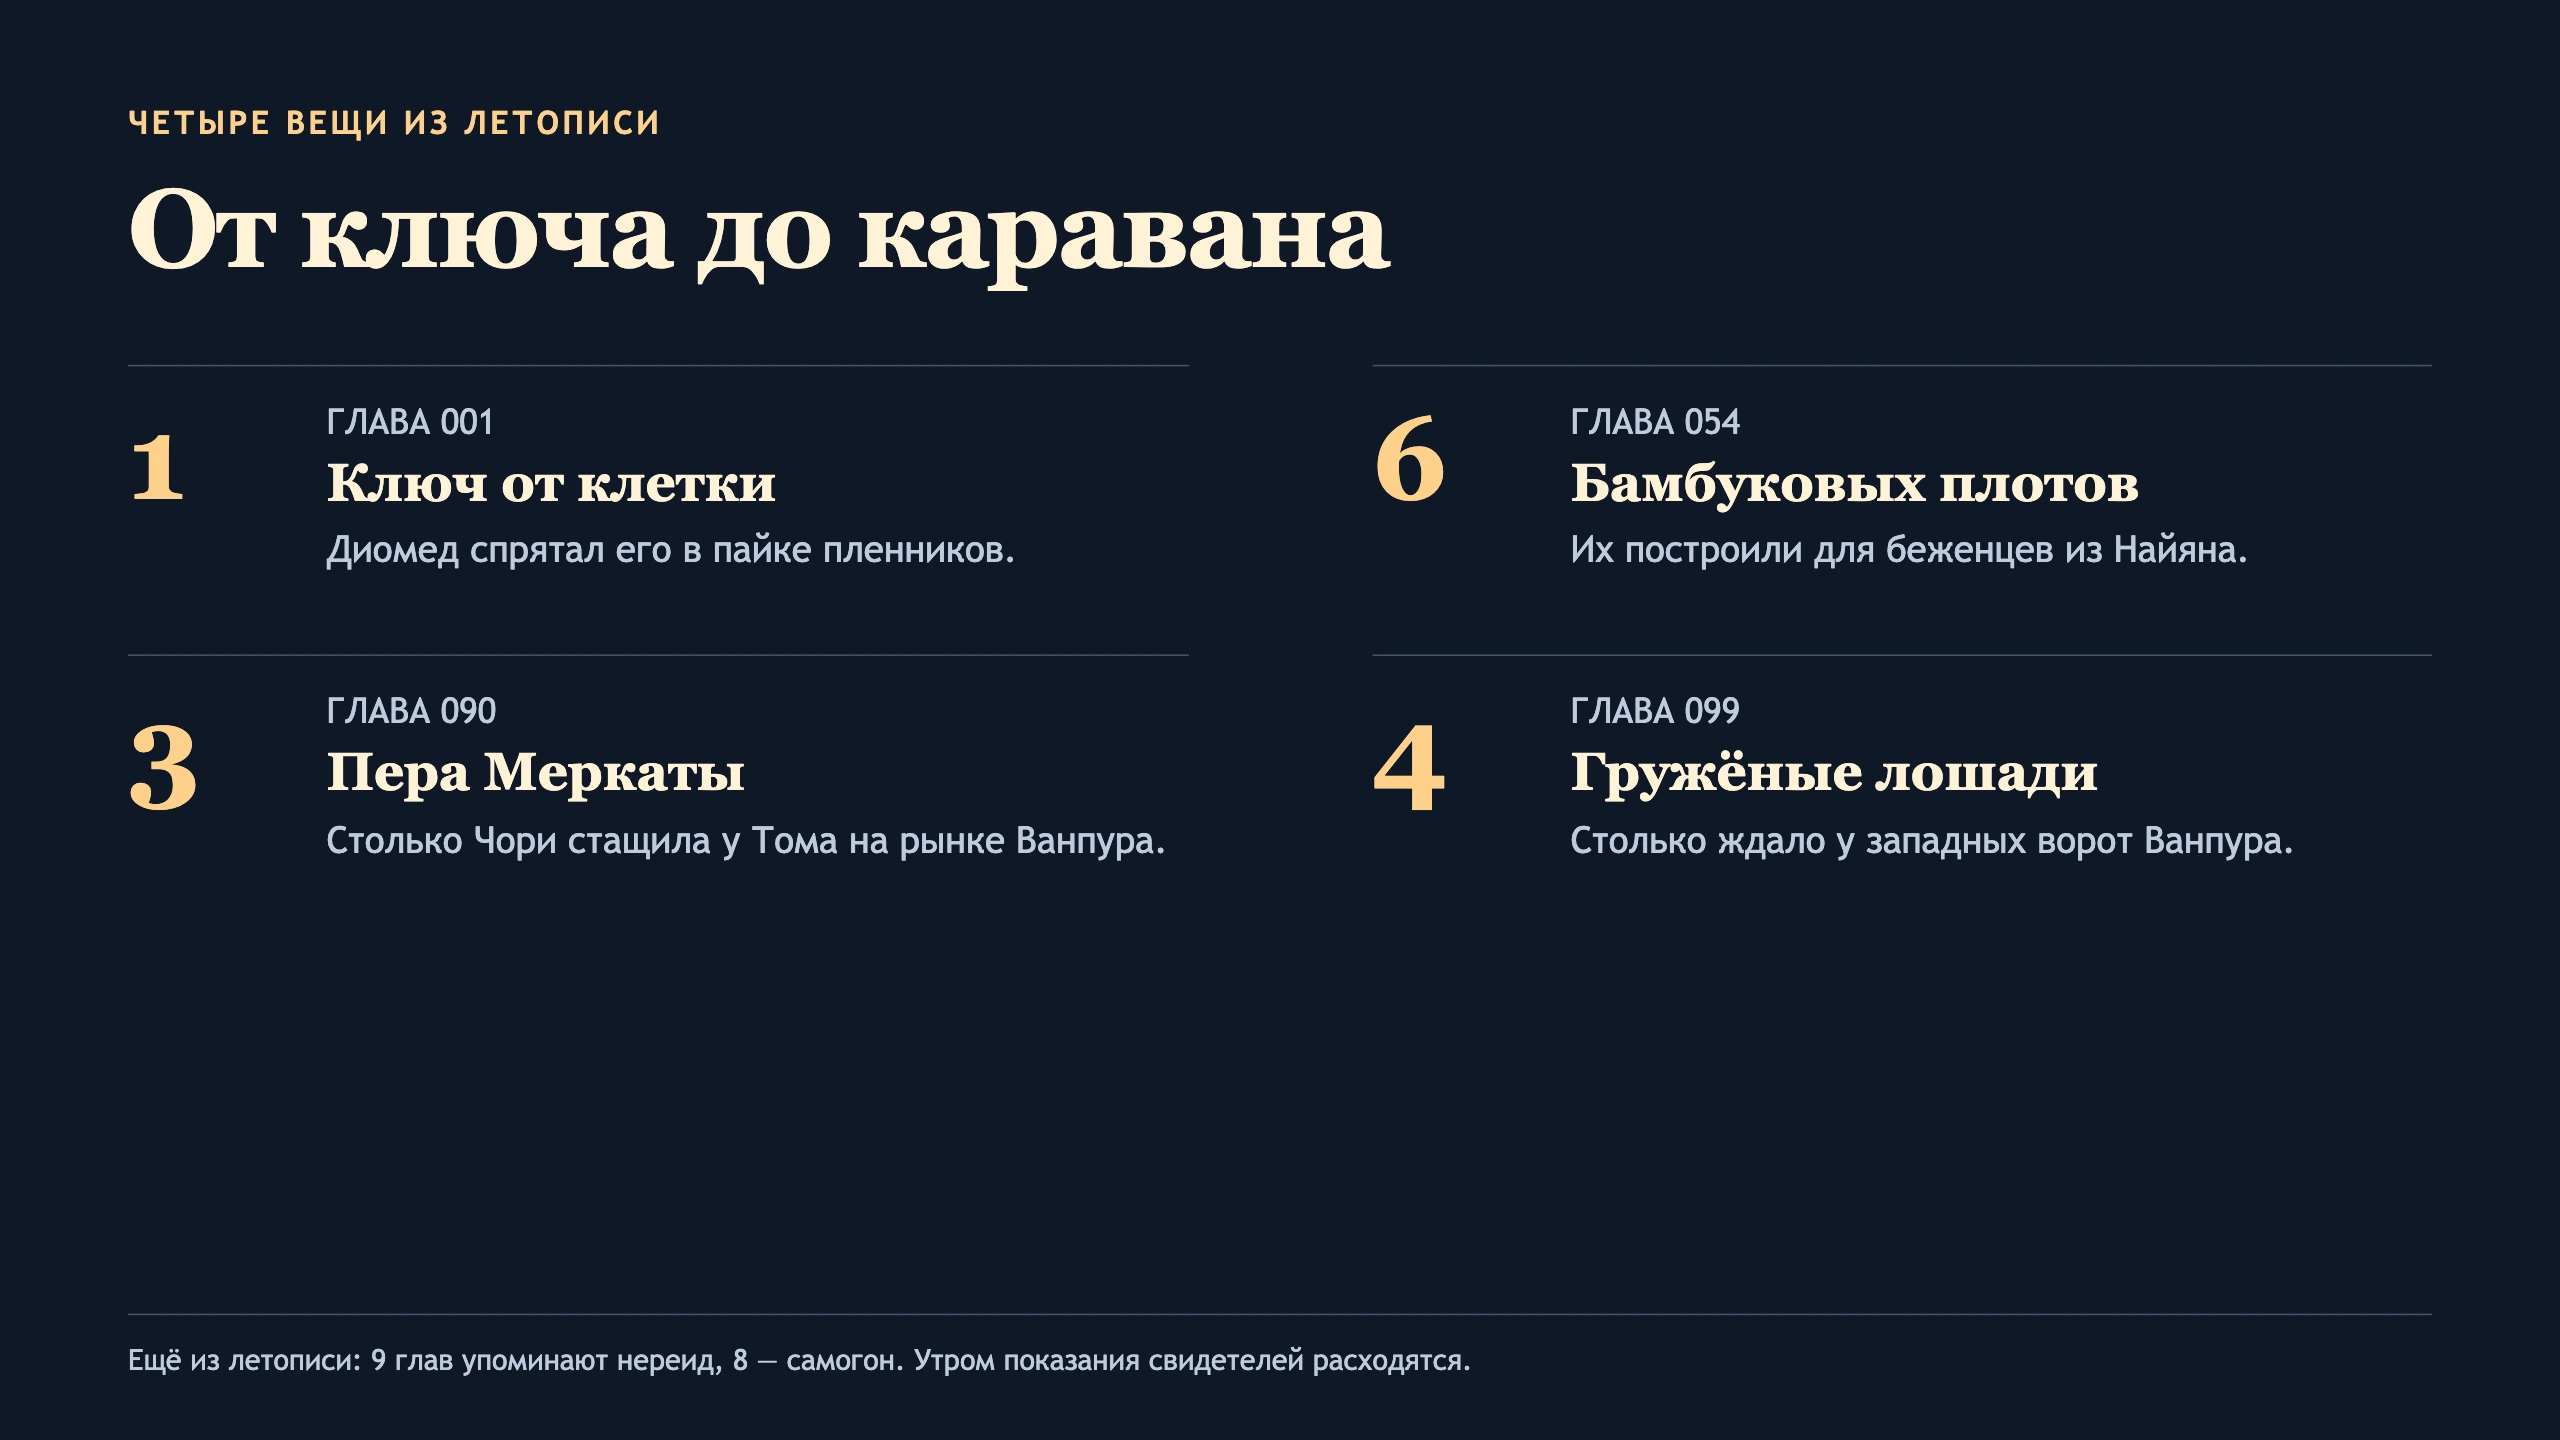 ЧЕТЫРЕ ВЕЩИ ИЗ ЛЕТОПИСИ
От ключа до каравана
1
ГЛАВА 001
Ключ от клетки
Диомед спрятал его в пайке пленников.
6
ГЛАВА 054
Бамбуковых плотов
Их построили для беженцев из Найяна.
3
ГЛАВА 090
Пера Меркаты
Столько Чори стащила у Тома на рынке Ванпура.
4
ГЛАВА 099
Гружёные лошади
Столько ждало у западных ворот Ванпура.
Ещё из летописи: 9 глав упоминают нереид, 8 — самогон. Утром показания свидетелей расходятся.